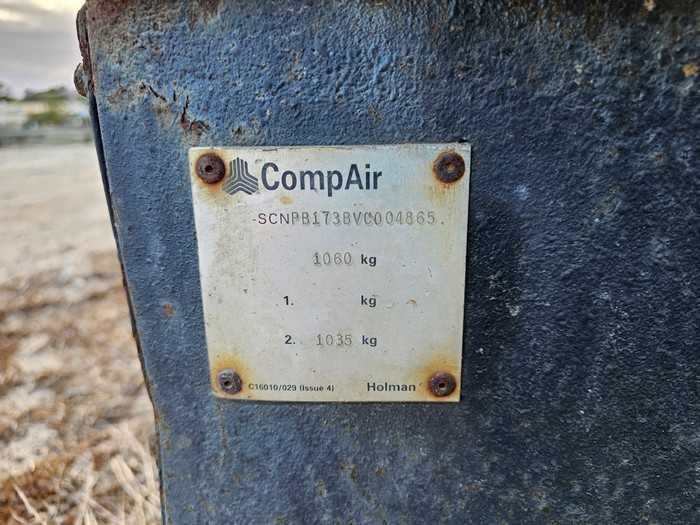 CompAir
-SCNPB173BVC004865.
1060 kg
1. kg
2. 1035 kg
C16010/029 (Issue 4) Holman